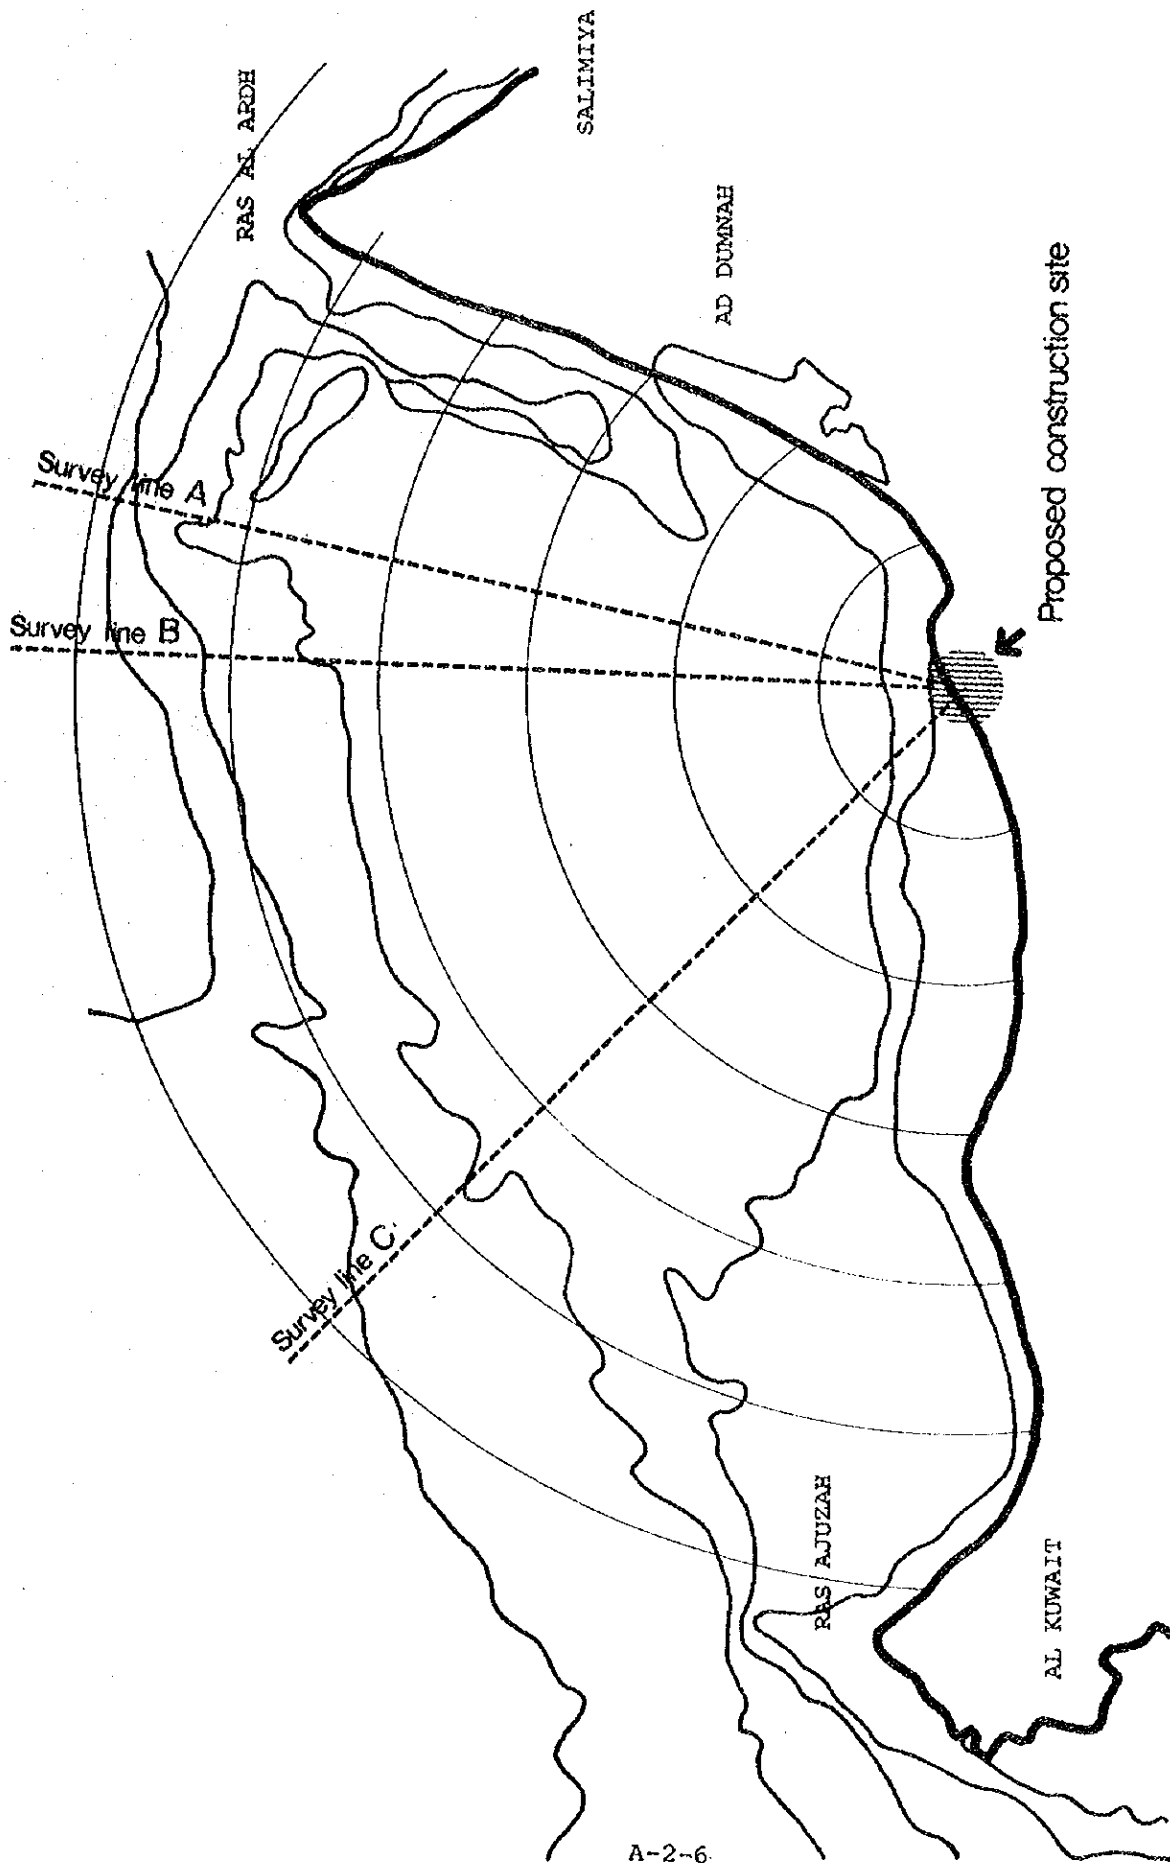 RAS AL ARDH
SALIMIYA
AD DUMNAH
Survey line A
Survey line B
Survey line C
Proposed construction site
RAS AJUZAH
AL KUWAIT
A-2-6